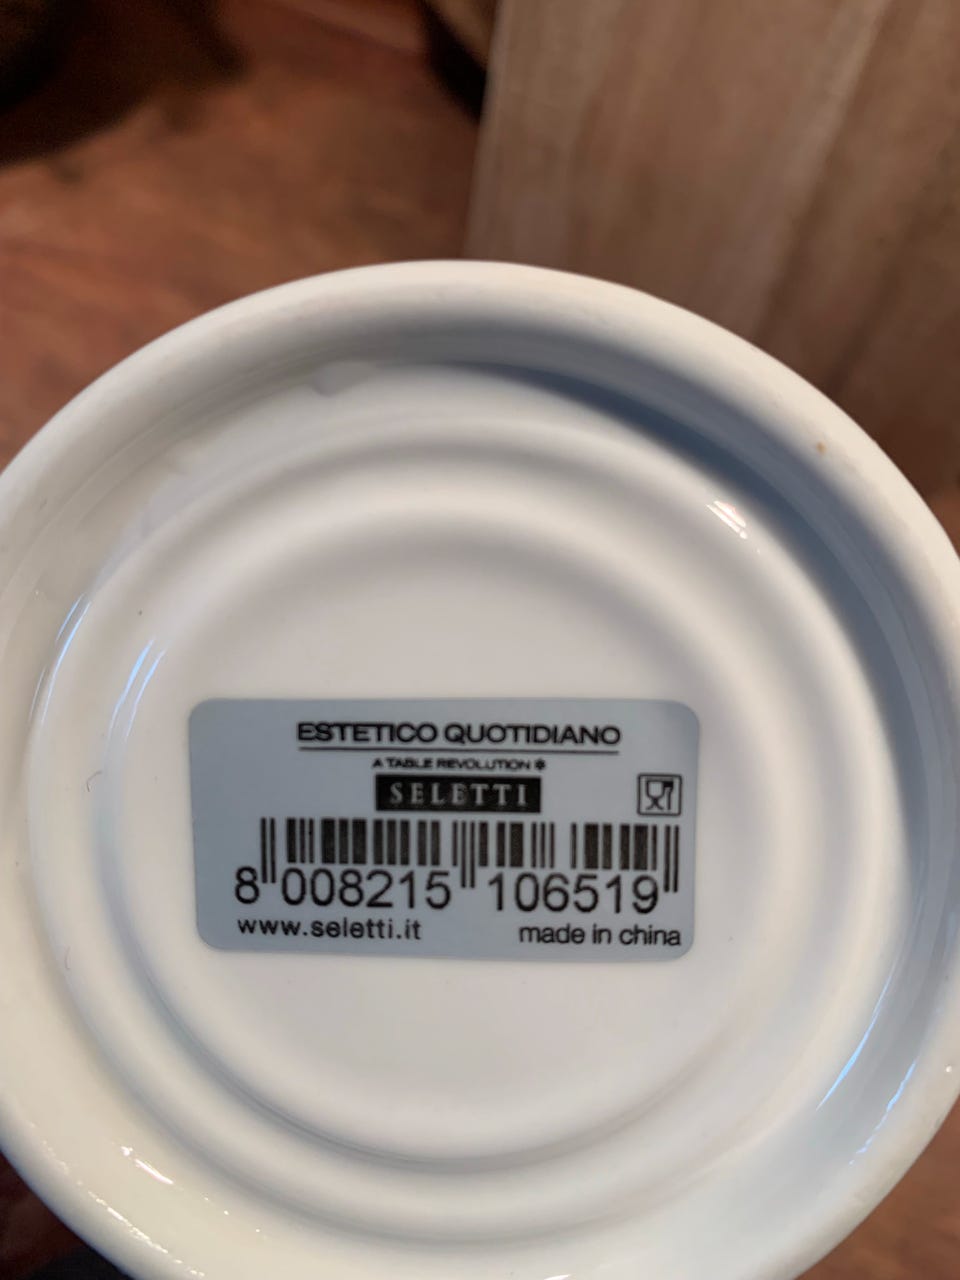 ESTETICO QUOTIDIANO
A TABLE REVOLUTION *
SELETTI
8 008215 106519
www.seletti.it made in china